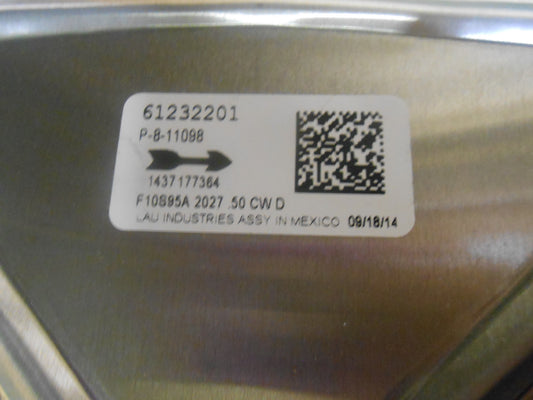 61232201
P-8-11098
1437177364
F10S95A 2027 .50 CW D
LAU INDUSTRIES ASSY IN MEXICO 09/18/14